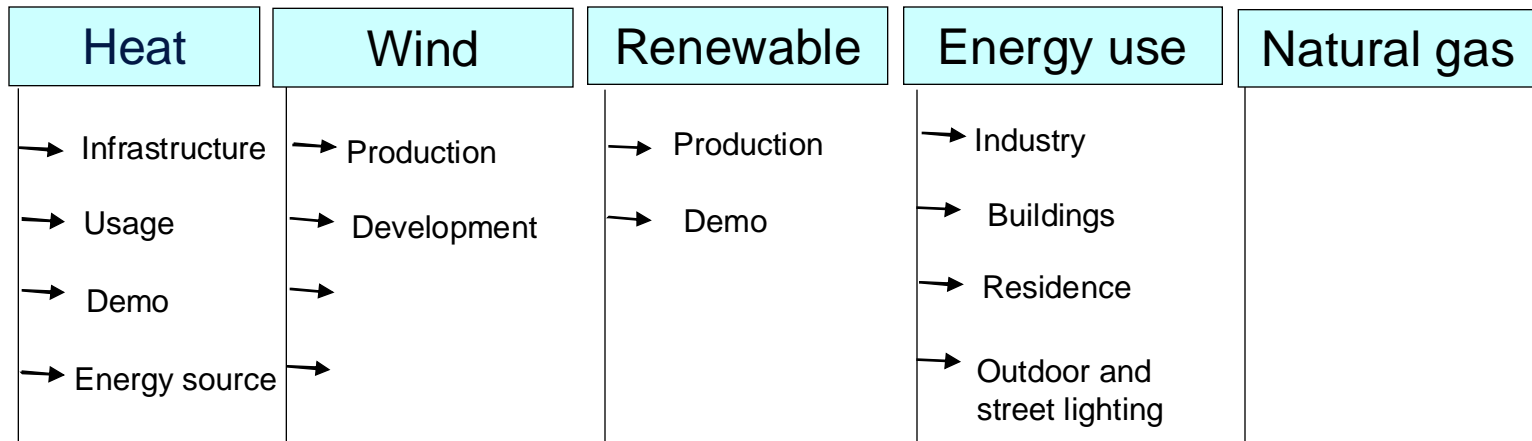 Heat
Wind
Renewable
Energy use
Natural gas
Infrastructure
Usage
Demo
Energy source
Production
Development
Production
Demo
Industry
Buildings
Residence
Outdoor and
street lighting